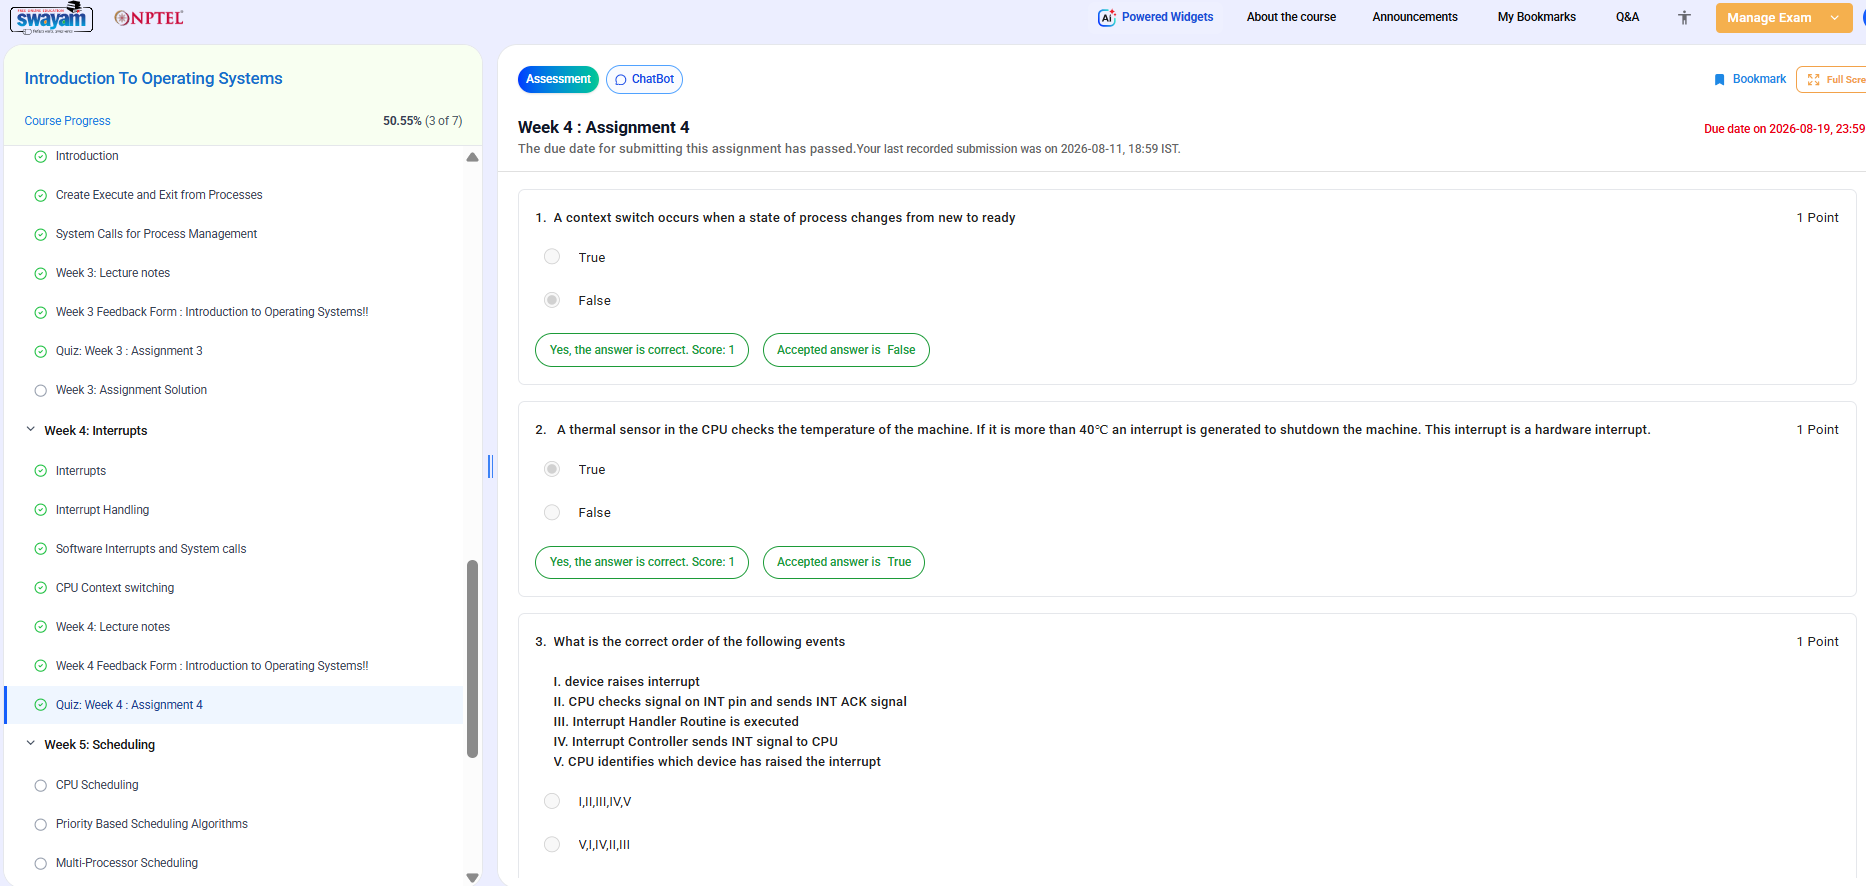 swayam
NPTEL
Ai Powered Widgets
About the course
Announcements
My Bookmarks
Q&A
Manage Exam
Introduction To Operating Systems
Course Progress
50.55% (3 of 7)
Introduction
Create Execute and Exit from Processes
System Calls for Process Management
Week 3: Lecture notes
Week 3 Feedback Form : Introduction to Operating Systems!!
Quiz: Week 3 : Assignment 3
Week 3: Assignment Solution
Week 4: Interrupts
Interrupts
Interrupt Handling
Software Interrupts and System calls
CPU Context switching
Week 4: Lecture notes
Week 4 Feedback Form : Introduction to Operating Systems!!
Quiz: Week 4 : Assignment 4
Week 5: Scheduling
CPU Scheduling
Priority Based Scheduling Algorithms
Multi-Processor Scheduling
Assessment
ChatBot
Bookmark
Full Scre
Week 4 : Assignment 4
Due date on 2026-08-19, 23:59
The due date for submitting this assignment has passed.Your last recorded submission was on 2026-08-11, 18:59 IST.
1. A context switch occurs when a state of process changes from new to ready
1 Point
True
False
Yes, the answer is correct. Score: 1
Accepted answer is False
2. A thermal sensor in the CPU checks the temperature of the machine. If it is more than 40℃ an interrupt is generated to shutdown the machine. This interrupt is a hardware interrupt.
1 Point
True
False
Yes, the answer is correct. Score: 1
Accepted answer is True
3. What is the correct order of the following events
1 Point
I. device raises interrupt
II. CPU checks signal on INT pin and sends INT ACK signal
III. Interrupt Handler Routine is executed
IV. Interrupt Controller sends INT signal to CPU
V. CPU identifies which device has raised the interrupt
I,II,III,IV,V
V,I,IV,II,III